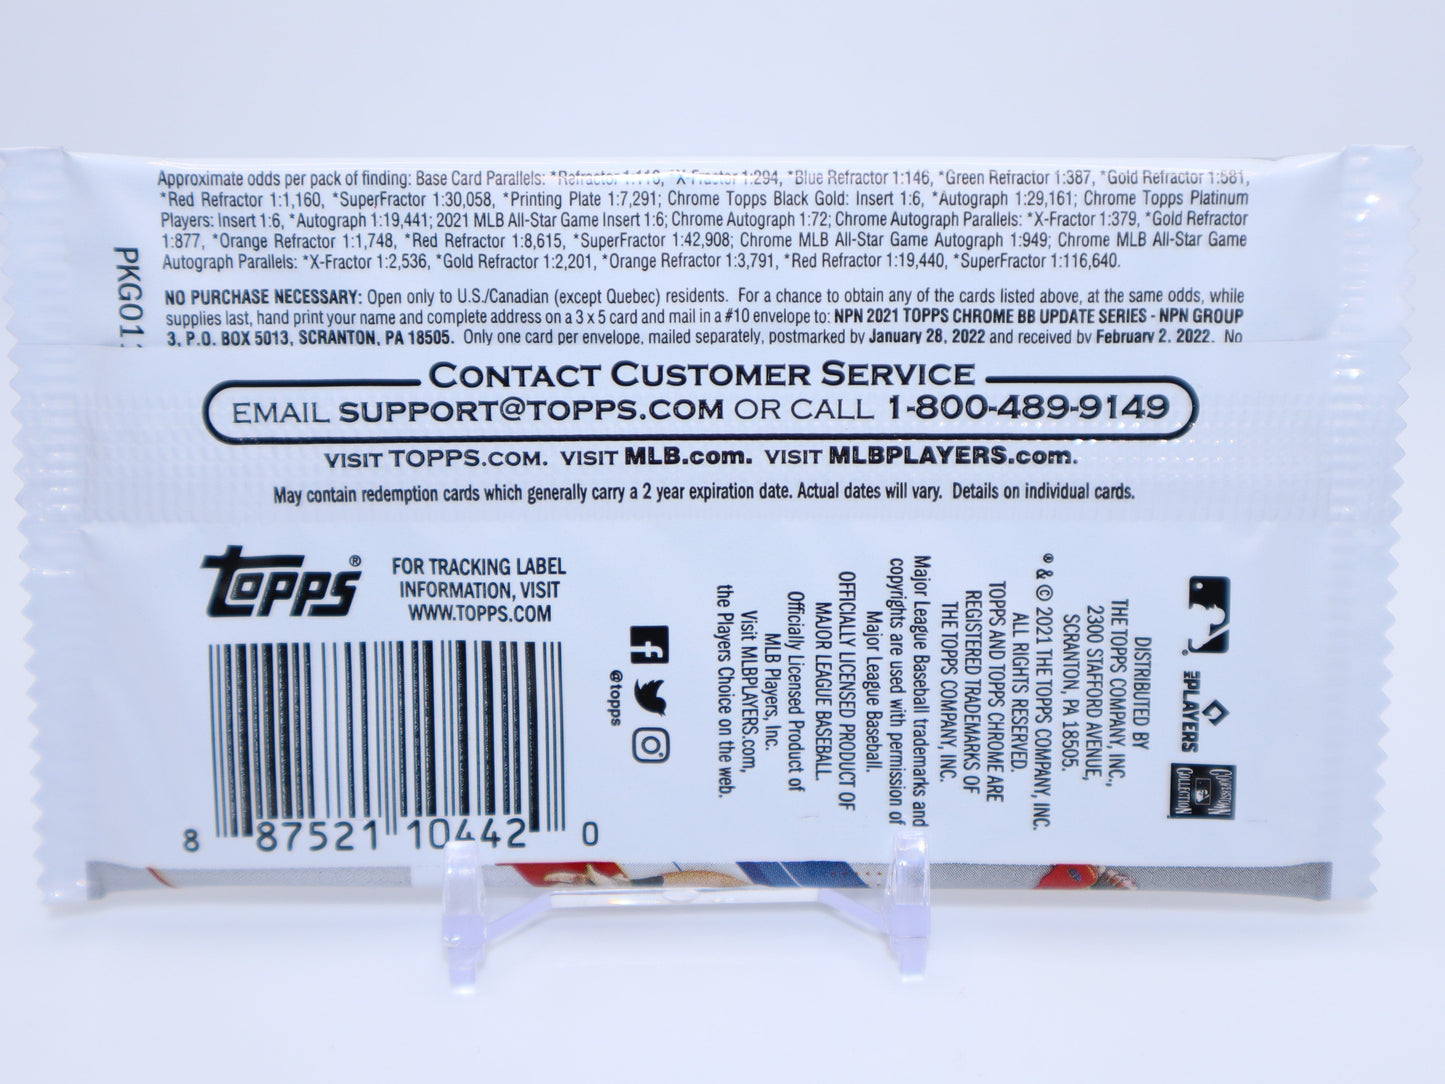 Approximate odds per pack of finding: Base Card Parallels: *Refractor 1:116, *X-Fractor 1:294, *Blue Refractor 1:146, *Green Refractor 1:387, *Gold Refractor 1:581,
*Red Refractor 1:1,160, *SuperFractor 1:30,058, *Printing Plate 1:7,291; Chrome Topps Black Gold: Insert 1:6, *Autograph 1:29,161; Chrome Topps Platinum
Players: Insert 1:6, *Autograph 1:19,441; 2021 MLB All-Star Game Insert 1:6; Chrome Autograph 1:72; Chrome Autograph Parallels: *X-Fractor 1:379, *Gold Refractor
1:877, *Orange Refractor 1:1,748, *Red Refractor 1:8,615, *SuperFractor 1:42,908; Chrome MLB All-Star Game Autograph 1:949; Chrome MLB All-Star Game
Autograph Parallels: *X-Fractor 1:2,536, *Gold Refractor 1:2,201, *Orange Refractor 1:3,791, *Red Refractor 1:19,440, *SuperFractor 1:116,640.
NO PURCHASE NECESSARY: Open only to U.S./Canadian (except Quebec) residents. For a chance to obtain any of the cards listed above, at the same odds, while
supplies last, hand print your name and complete address on a 3 x 5 card and mail in a #10 envelope to: NPN 2021 TOPPS CHROME BB UPDATE SERIES - NPN GROUP
3, P.O. BOX 5013, SCRANTON, PA 18505. Only one card per envelope, mailed separately, postmarked by January 28, 2022 and received by February 2, 2022. No
PKG01
CONTACT CUSTOMER SERVICE
EMAIL SUPPORT@TOPPS.COM OR CALL 1-800-489-9149
VISIT TOPPS.COM. VISIT MLB.com. VISIT MLBPLAYERS.com.
May contain redemption cards which generally carry a 2 year expiration date. Actual dates will vary. Details on individual cards.
TOPPS®
FOR TRACKING LABEL
INFORMATION, VISIT
WWW.TOPPS.COM
8 87521 10442 0
@topps
DISTRIBUTED BY
THE TOPPS COMPANY, INC.,
2300 STAFFORD AVENUE,
SCRANTON, PA 18505.
® & © 2021 THE TOPPS COMPANY, INC.
ALL RIGHTS RESERVED.
TOPPS AND TOPPS CHROME ARE
REGISTERED TRADEMARKS OF
THE TOPPS COMPANY, INC.
Major League Baseball trademarks and
copyrights are used with permission of
Major League Baseball.
OFFICIALLY LICENSED PRODUCT OF
MAJOR LEAGUE BASEBALL.
Officially Licensed Product of
MLB Players, Inc.
Visit MLBPLAYERS.com,
the Players Choice on the web.
THE PLAYERS
COOPERSTOWN
COLLECTION